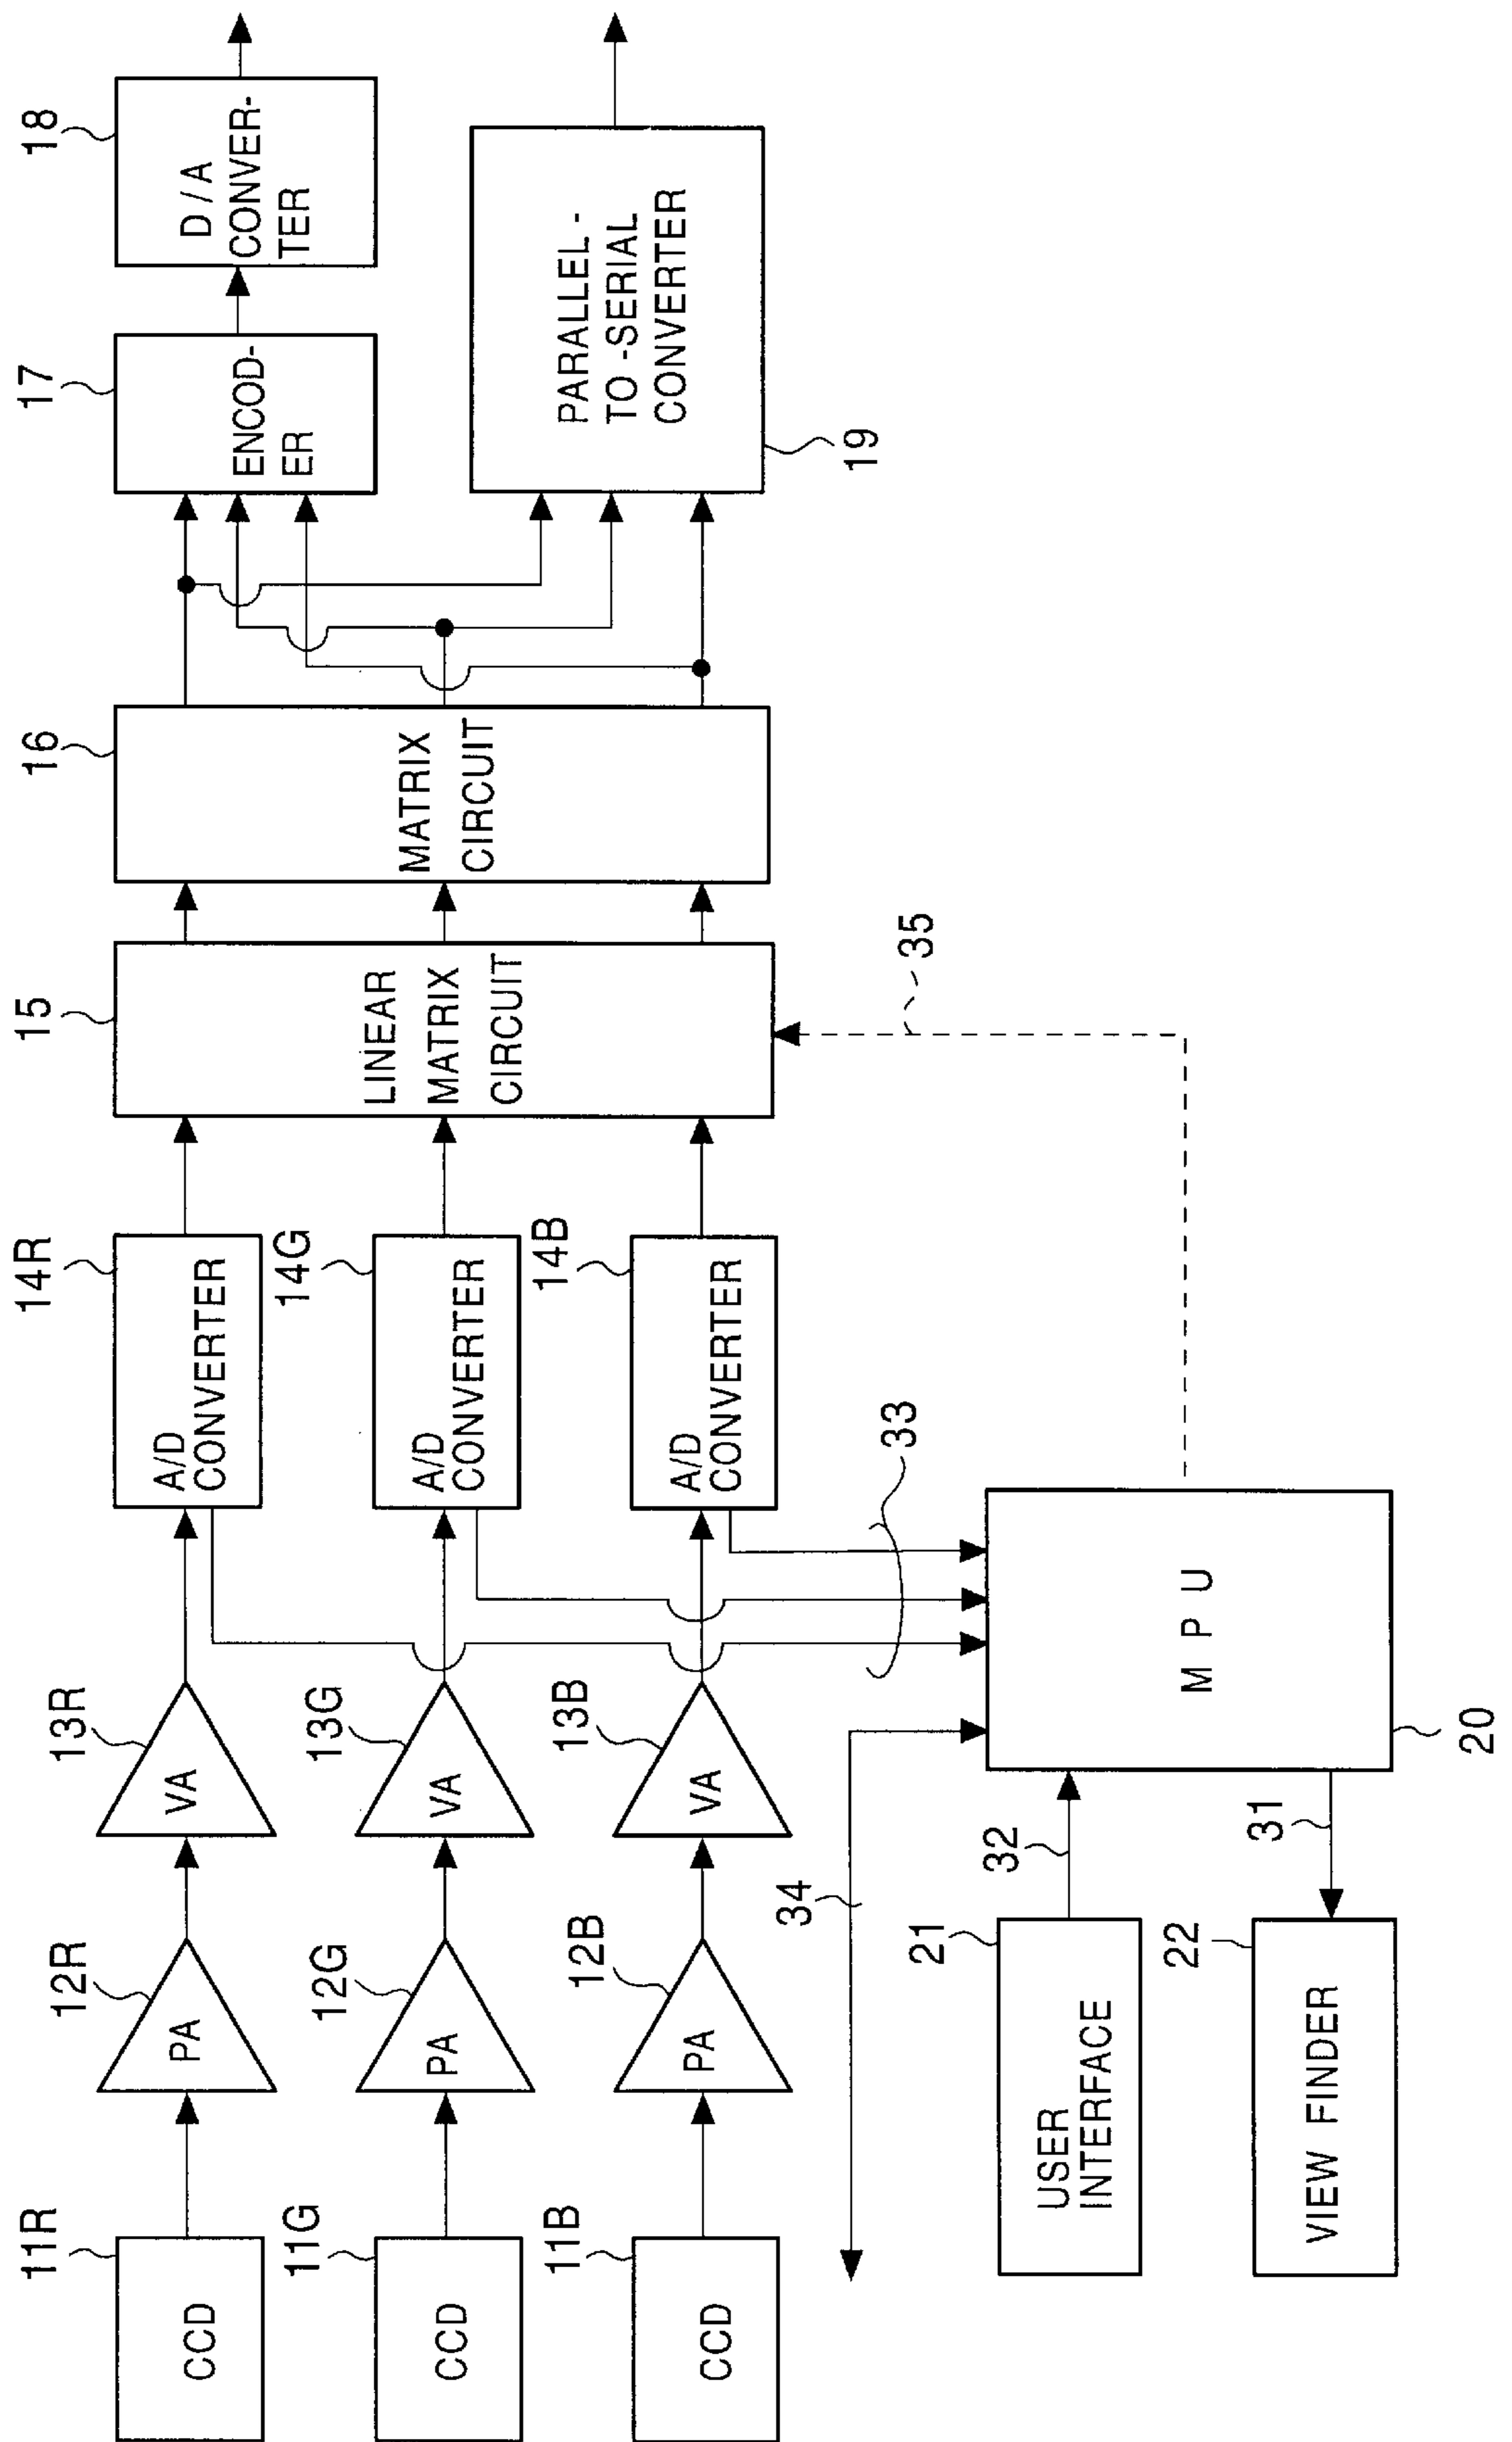 11R
CCD
12R
PA
13R
VA
14R
A/D
CONVERTER
15
LINEAR
MATRIX
CIRCUIT
16
MATRIX
CIRCUIT
17
ENCOD-
ER
18
D/A
CONVER-
TER
11G
CCD
12G
PA
13G
VA
14G
A/D
CONVERTER
11B
CCD
12B
PA
13B
VA
14B
A/D
CONVERTER
PARALLEL-
TO-SERIAL
CONVERTER
19
34
33
35
21
USER
INTERFACE
32
MPU
20
22
VIEW FINDER
31